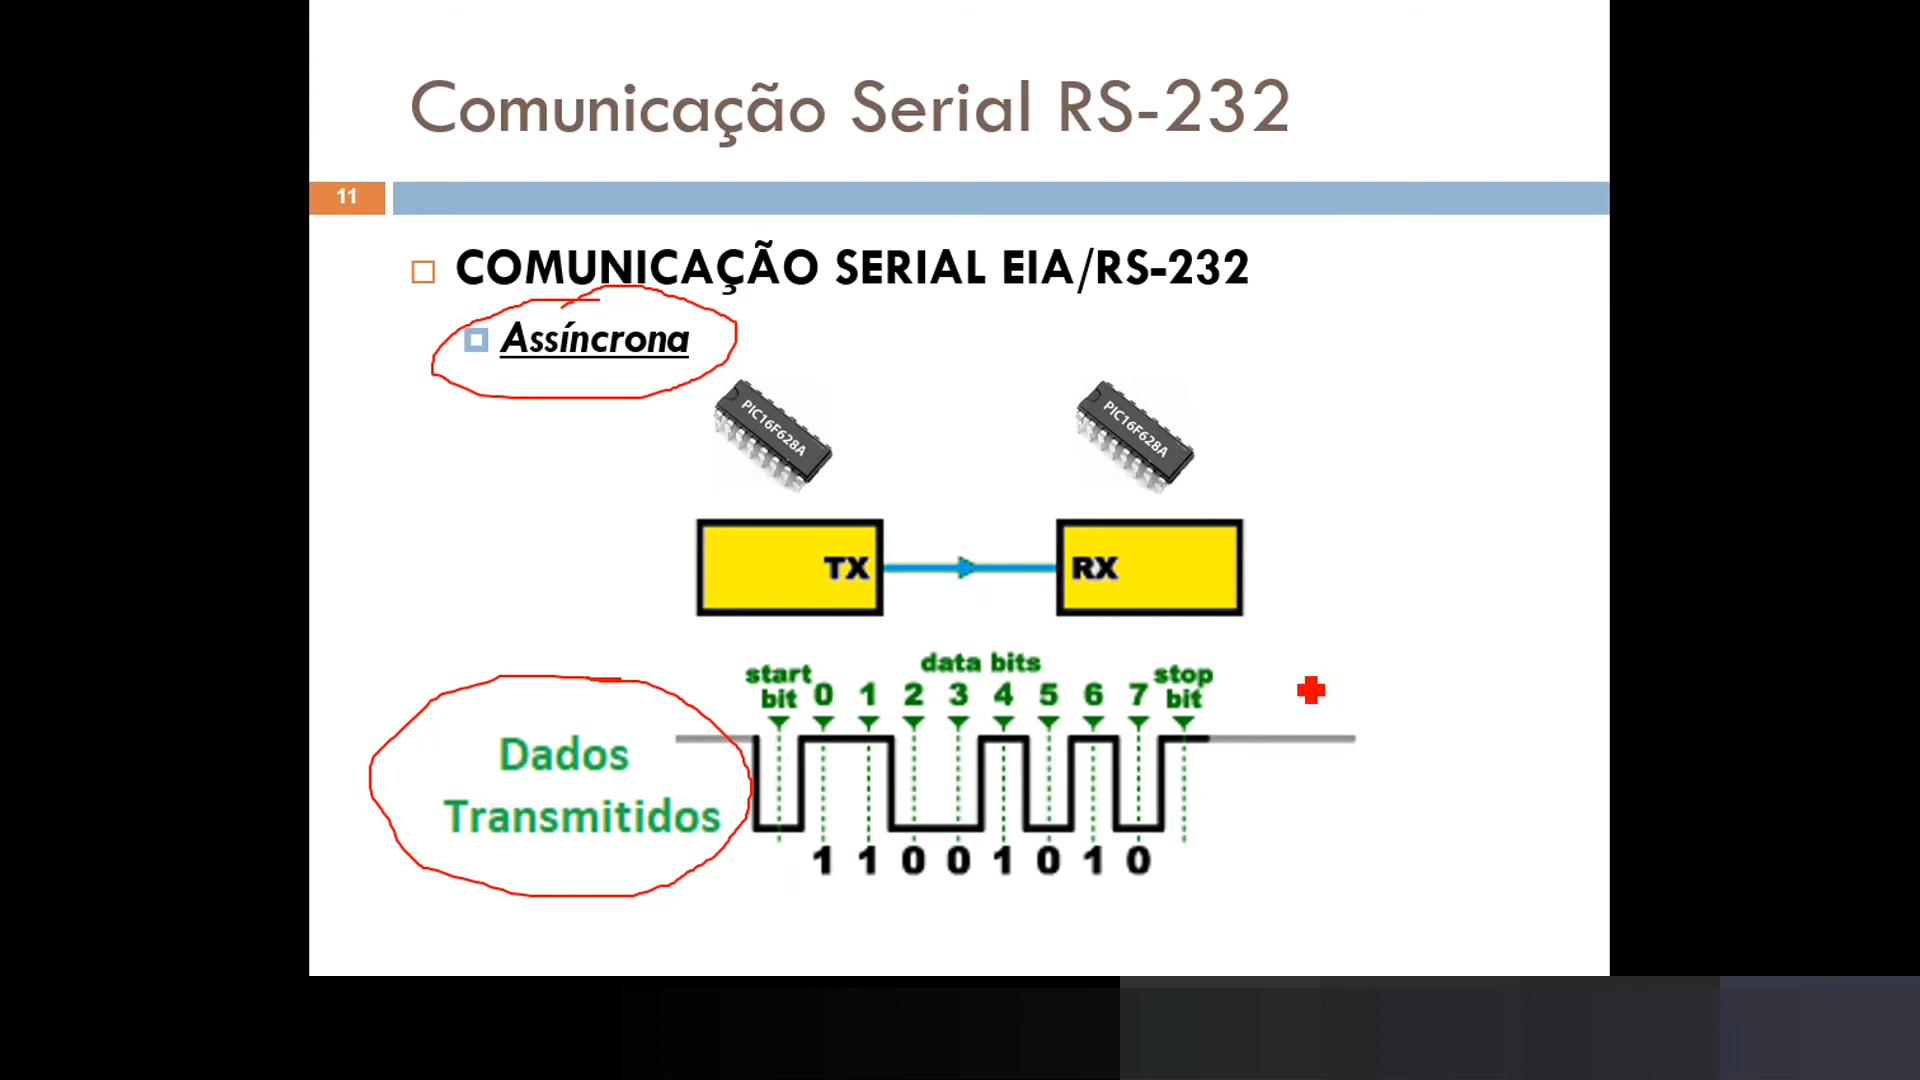 Comunicação Serial RS-232
11
COMUNICAÇÃO SERIAL EIA/RS-232
Assíncrona
PIC16F628A
PIC16F628A
TX
RX
data bits
start bit 0 1 2 3 4 5 6 7 stop bit
Dados
Transmitidos
1 1 0 0 1 0 1 0